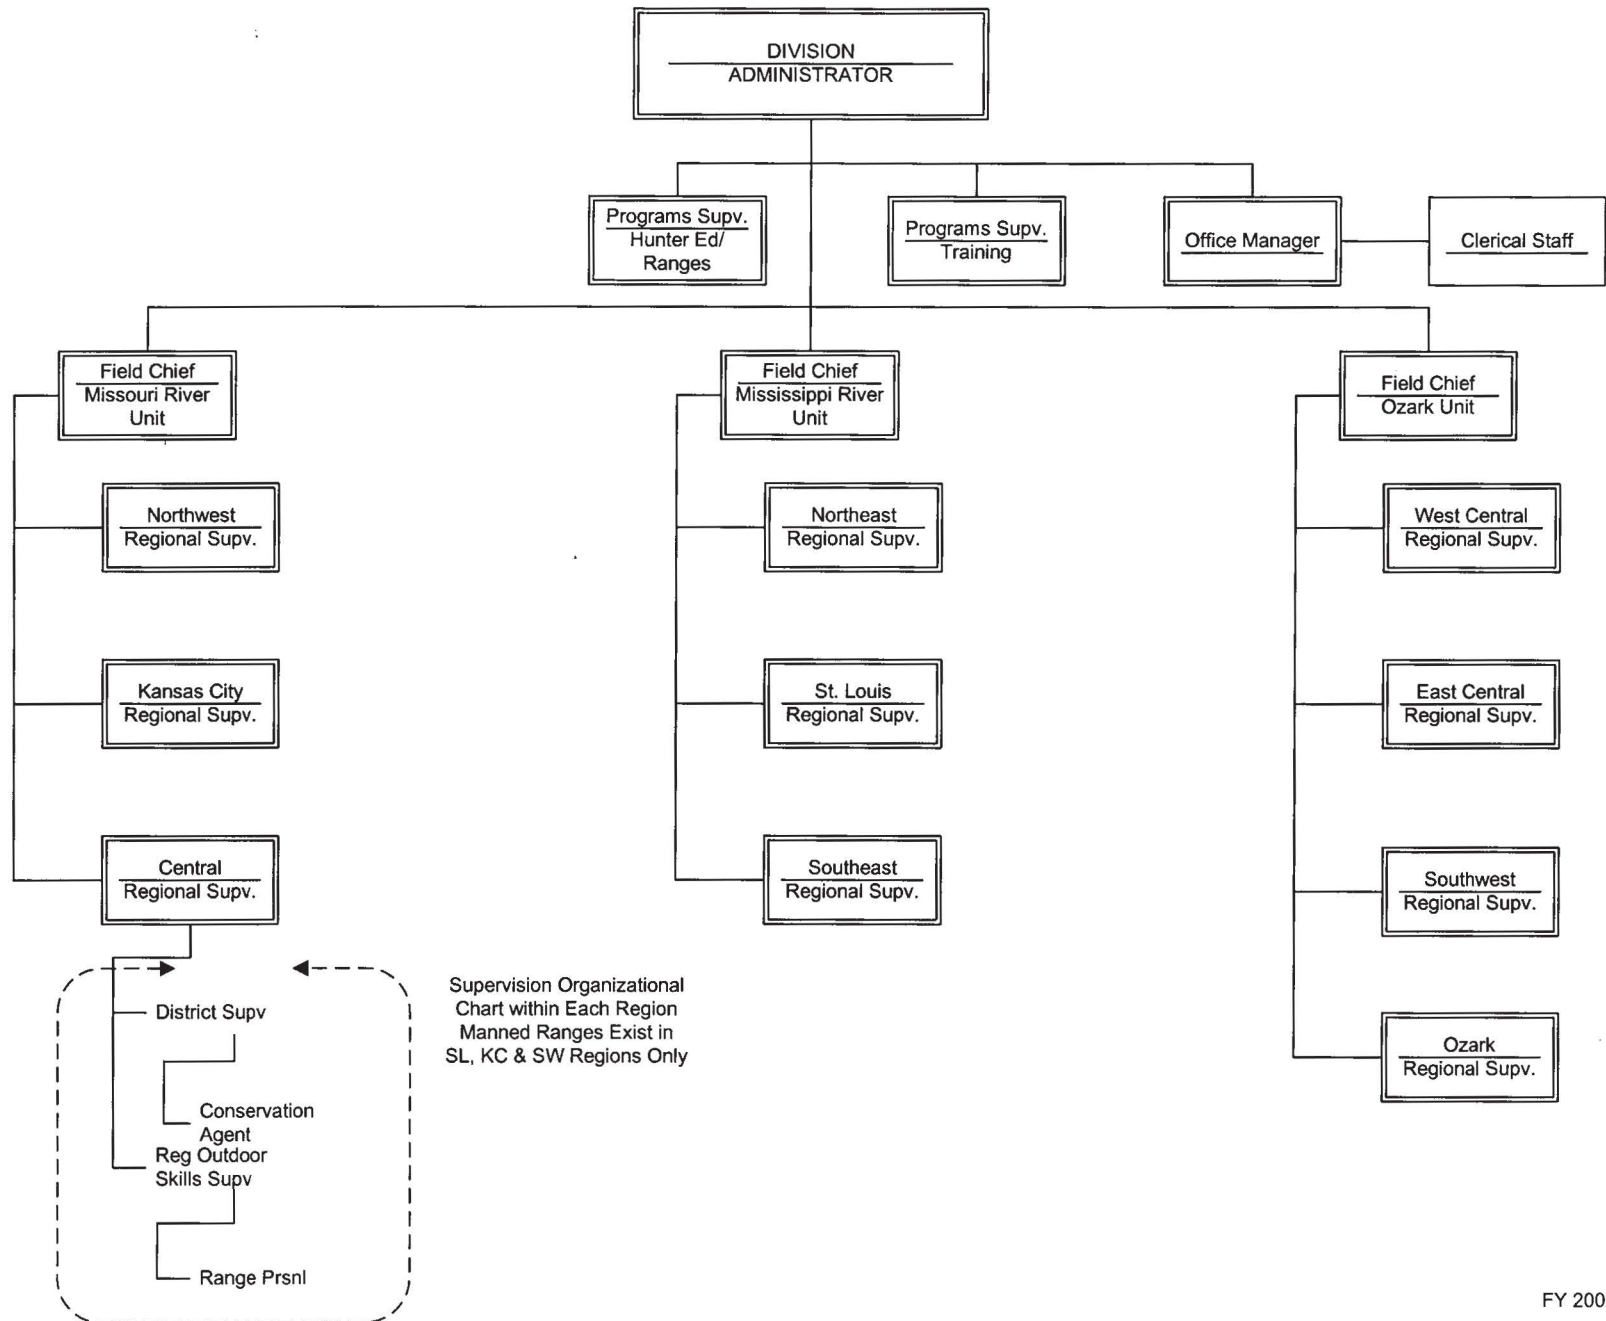 DIVISION
ADMINISTRATOR
Programs Supv.
Hunter Ed/
Ranges
Programs Supv.
Training
Office Manager
Clerical Staff
Field Chief
Missouri River
Unit
Field Chief
Mississippi River
Unit
Field Chief
Ozark Unit
Northwest
Regional Supv.
Northeast
Regional Supv.
West Central
Regional Supv.
Kansas City
Regional Supv.
St. Louis
Regional Supv.
East Central
Regional Supv.
Central
Regional Supv.
Southeast
Regional Supv.
Southwest
Regional Supv.
Ozark
Regional Supv.
Supervision Organizational
Chart within Each Region
Manned Ranges Exist in
SL, KC & SW Regions Only
District Supv
Conservation
Agent
Reg Outdoor
Skills Supv
Range Prsnl
FY 200